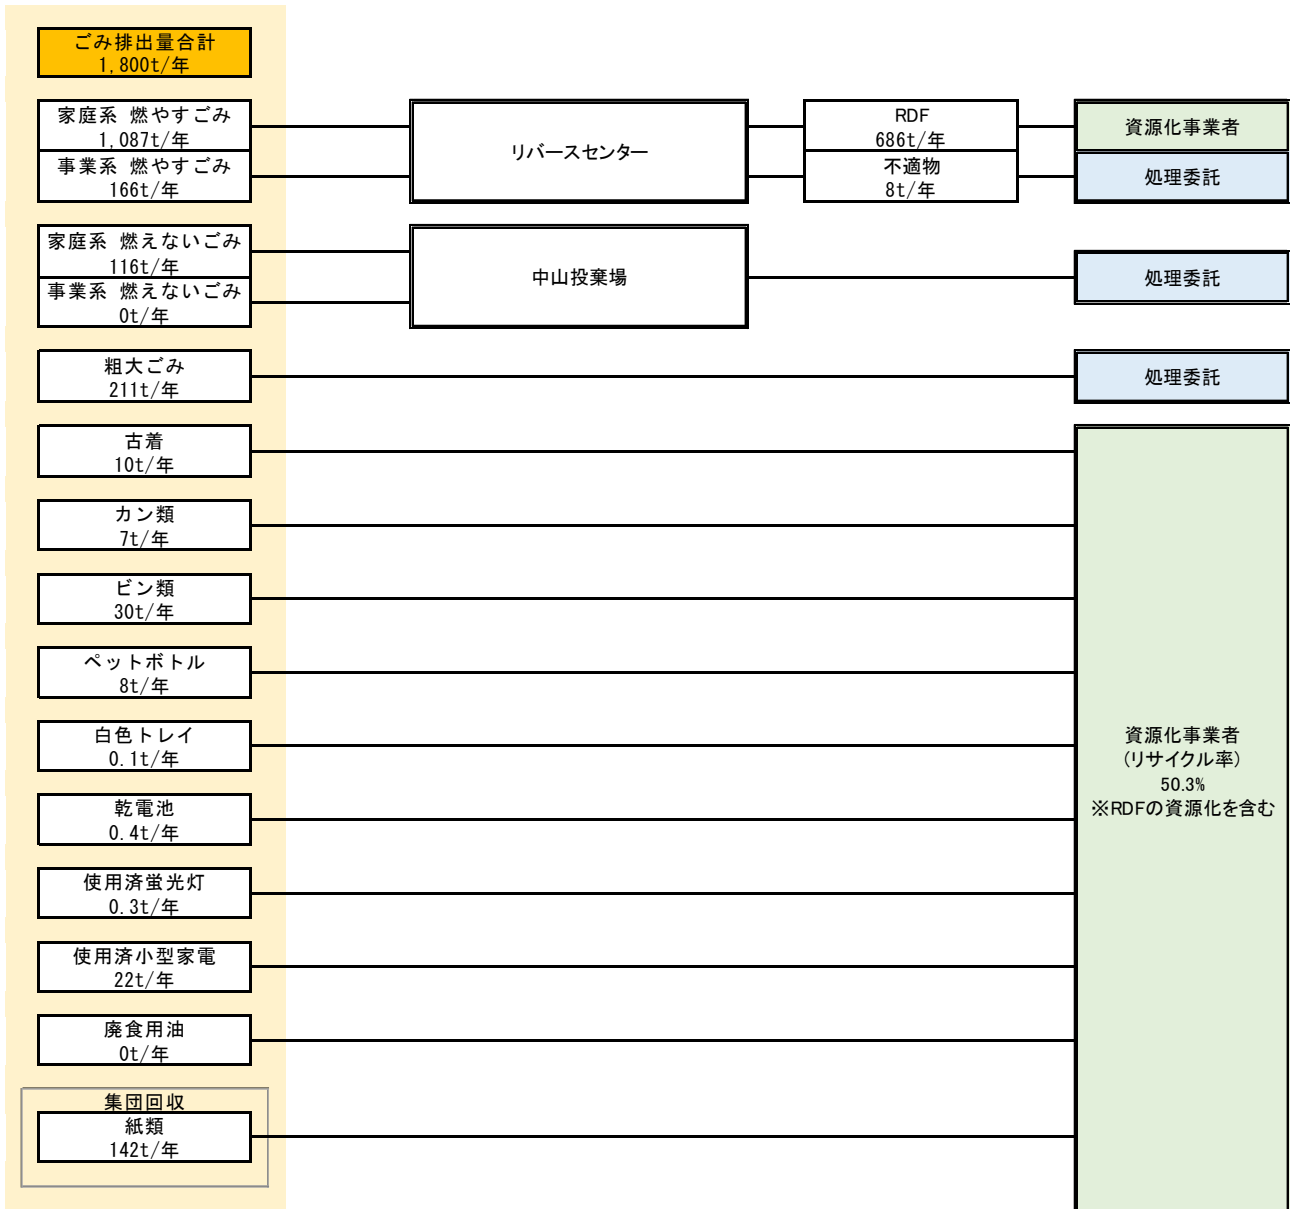 ごみ排出量合計
1,800t/年
家庭系 燃やすごみ
1,087t/年
事業系 燃やすごみ
166t/年
リバースセンター
RDF
686t/年
不適物
8t/年
資源化事業者
処理委託
家庭系 燃えないごみ
116t/年
事業系 燃えないごみ
0t/年
中山投棄場
処理委託
粗大ごみ
211t/年
処理委託
古着
10t/年
カン類
7t/年
ビン類
30t/年
ペットボトル
8t/年
白色トレイ
0.1t/年
乾電池
0.4t/年
使用済蛍光灯
0.3t/年
使用済小型家電
22t/年
廃食用油
0t/年
集団回収
紙類
142t/年
資源化事業者
(リサイクル率)
50.3%
※RDFの資源化を含む